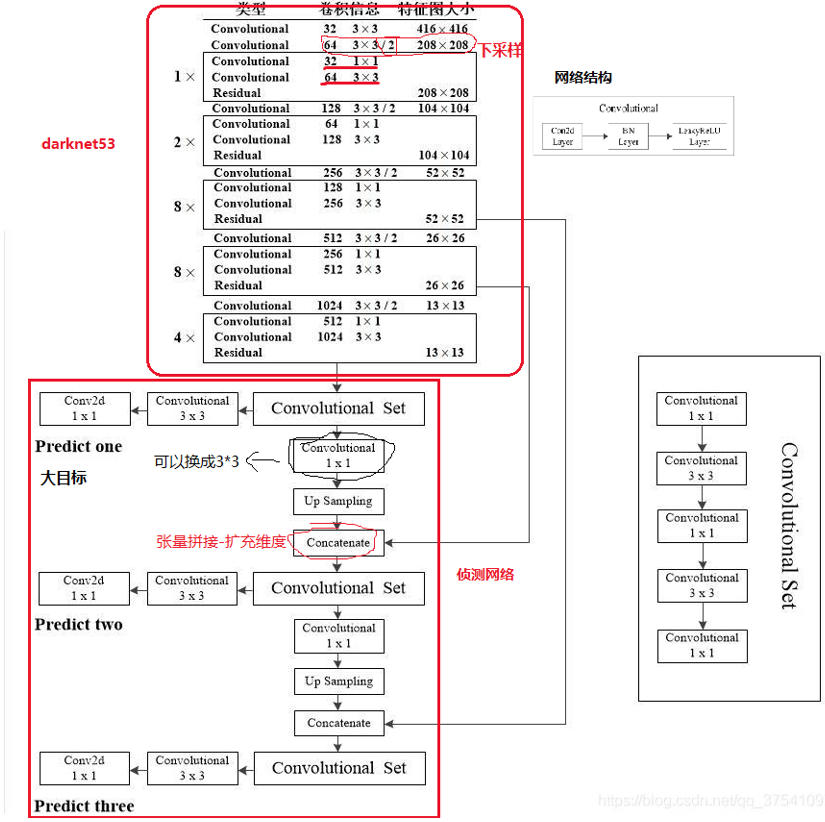 类型 卷积信息 特征图大小
Convolutional 32 3×3 416×416
Convolutional 64 3×3/2 208×208
下采样
1× Convolutional 32 1×1
Convolutional 64 3×3
Residual 208×208
Convolutional 128 3×3/2 104×104
2× Convolutional 64 1×1
Convolutional 128 3×3
Residual 104×104
Convolutional 256 3×3/2 52×52
8× Convolutional 128 1×1
Convolutional 256 3×3
Residual 52×52
Convolutional 512 3×3/2 26×26
8× Convolutional 256 1×1
Convolutional 512 3×3
Residual 26×26
Convolutional 1024 3×3/2 13×13
4× Convolutional 512 1×1
Convolutional 1024 3×3
Residual 13×13
darknet53
网络结构
Convolutional
Con2d
Layer
BN
Layer
LeakyReLU
Layer
Conv2d
1 x 1
Convolutional
3 x 3
Convolutional Set
Predict one
大目标
Convolutional
1 x 1
可以换成3*3
Up Sampling
张量拼接-扩充维度
Concatenate
Conv2d
1 x 1
Convolutional
3 x 3
Convolutional Set
侦测网络
Predict two
Convolutional
1 x 1
Up Sampling
Concatenate
Conv2d
1 x 1
Convolutional
3 x 3
Convolutional Set
Predict three
Convolutional
1 x 1
Convolutional
3 x 3
Convolutional
1 x 1
Convolutional
3 x 3
Convolutional
1 x 1
Convolutional Set
https://blog.csdn.net/qq_3754109